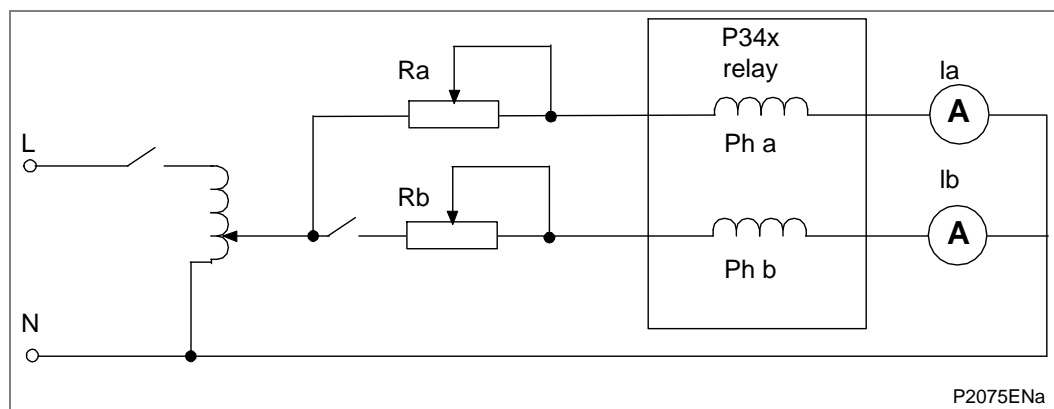 P34x
relay
Ra
Ia
A
Ph a
L
Rb
Ib
A
Ph b
N
P2075ENa